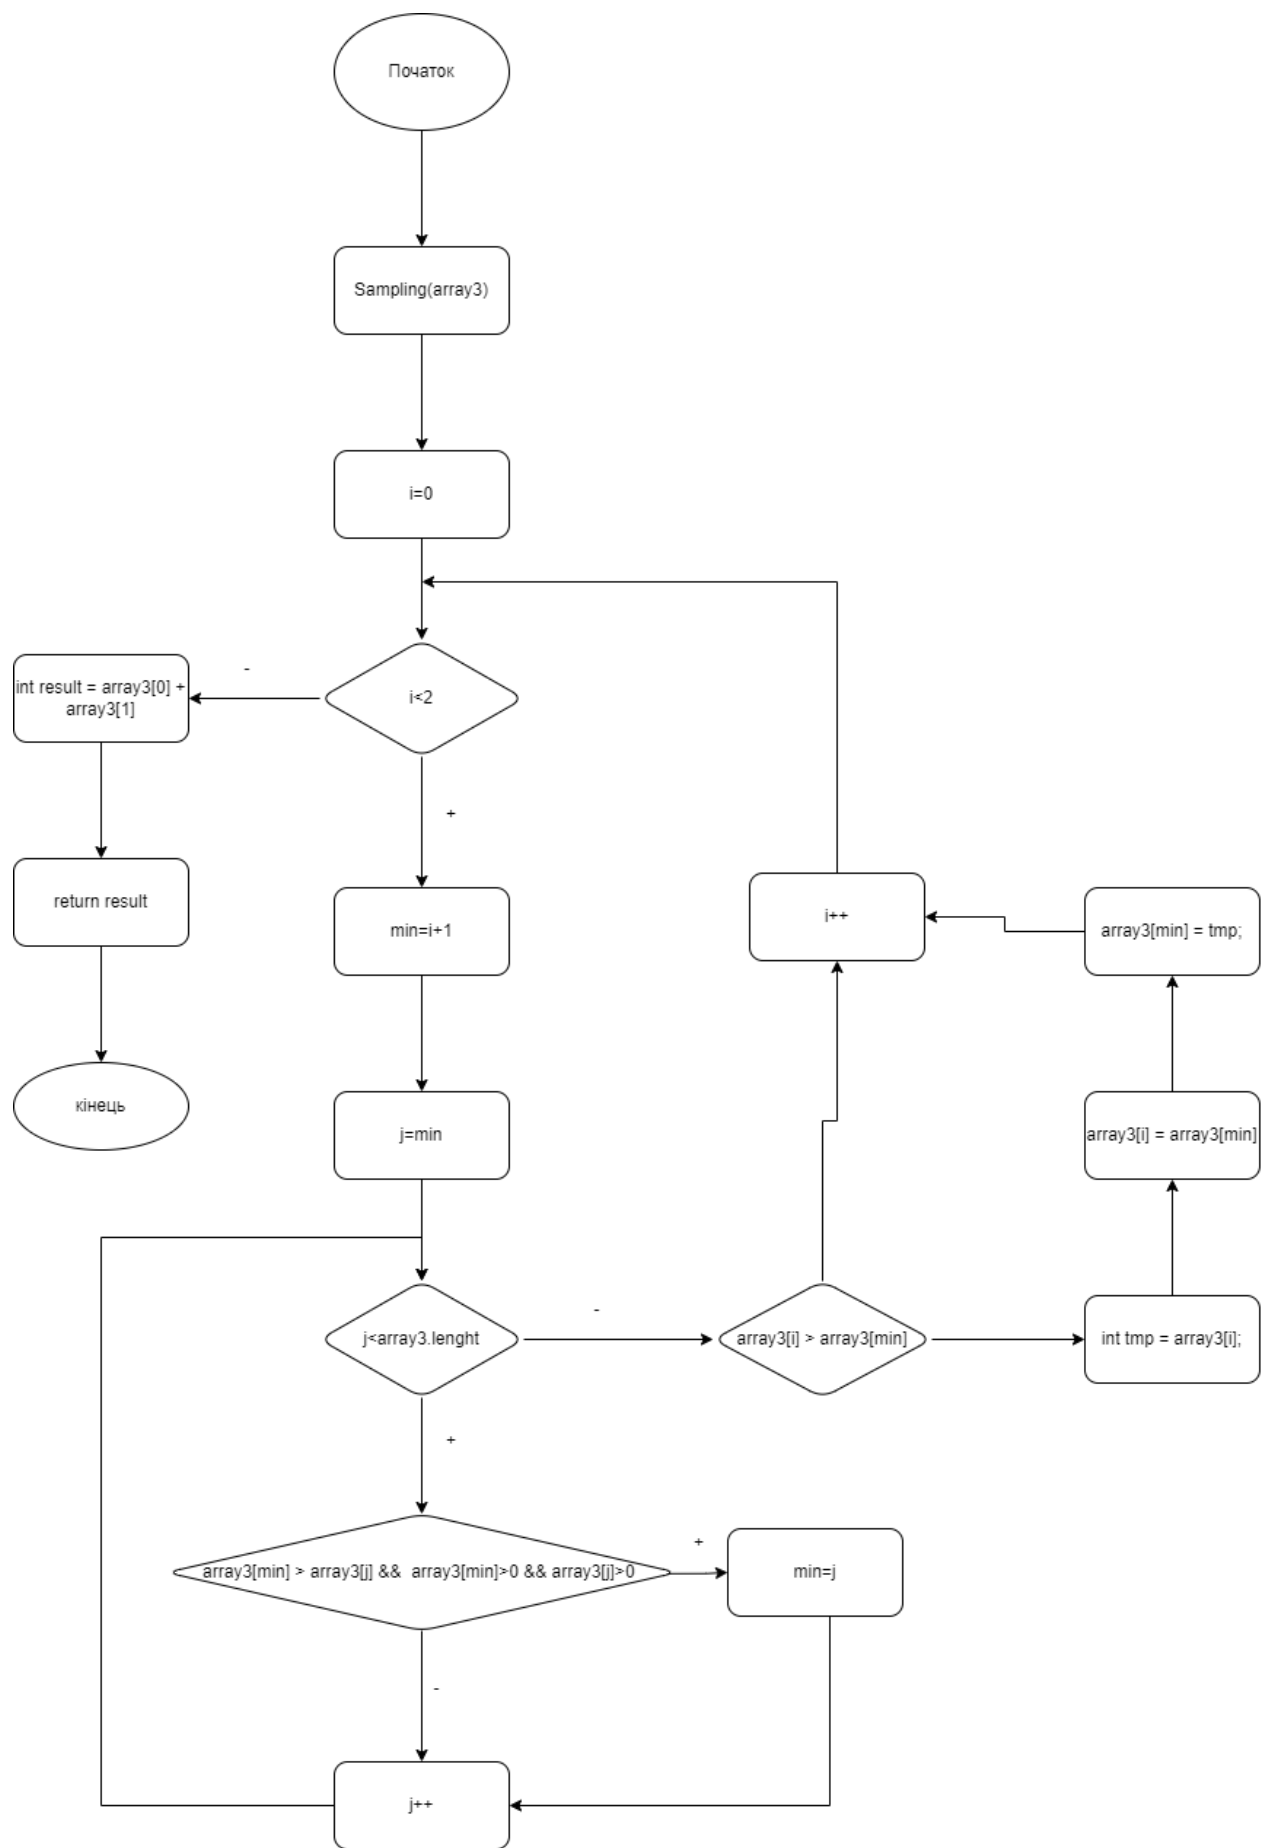 Початок
Sampling(array3)
i=0
i<2
-
int result = array3[0] +
array3[1]
return result
кінець
+
min=i+1
j=min
j<array3.lenght
-
array3[i] > array3[min]
int tmp = array3[i];
array3[i] = array3[min]
array3[min] = tmp;
i++
+
array3[min] > array3[j] &&  array3[min]>0 && array3[j]>0
+
min=j
-
j++